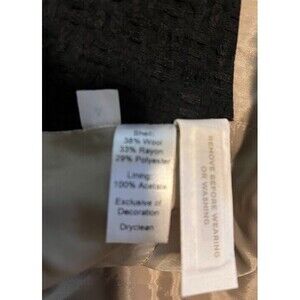 Shell:
38% Wool
33% Rayon
29% Polyester
Lining:
100% Acetate
Exclusive of
Decoration
Dryclean
REMOVE BEFORE WEARING
OR WASHING